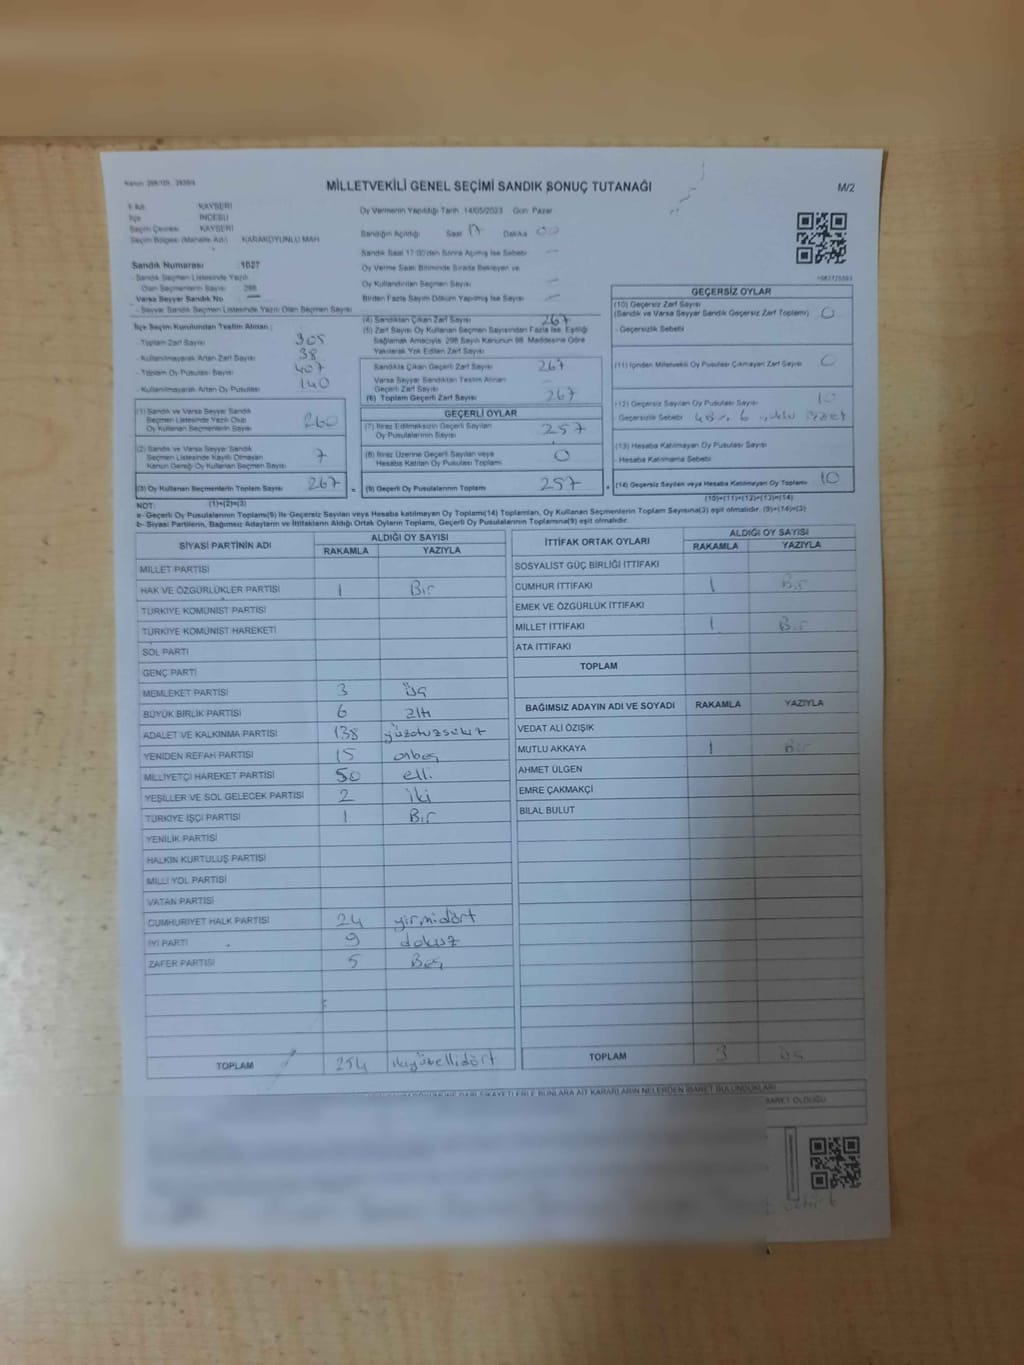 MİLLETVEKİLİ GENEL SEÇİMİ SANDIK SONUÇ TUTANAĞI
M/2
İli Adı KAYSERİ
İlçe İNCESU
Seçim Çevresi KAYSERİ
Seçim Bölgesi (Mahalle Adı) KARAKOYUNLU MAH
Sandık Numarası 1027
- Sandık Seçmen Listesinde Yazılı
Olan Seçmenlerin Sayısı 298
Varsa Seyyar Sandık No —
- Seyyar Sandık Listesinde Yazılı Olan Seçmen Sayısı
Oy Vermenin Yapıldığı Tarih 14/05/2023 Gün Pazar
Sandığın Açıldığı Saat 17 Dakika 00
Sandık Saat 17:00'den Sonra Açılmış İse Sebebi —
Oy Verme Saati Bitiminde Sırada Bekleyen ve
Oy Kullandırılan Seçmen Sayısı —
Birden Fazla Sayım Döküm Yapılmış İse Sayısı —
İlçe Seçim Kurulundan Teslim Alınan :
- Toplam Zarf Sayısı 305
- Kullanılmayarak Artan Zarf Sayısı 38
- Toplam Oy Pusulası Sayısı 407
- Kullanılmayarak Artan Oy Pusulası 140
(1) Sandık ve Varsa Seyyar Sandık
Seçmen Listesinde Yazılı Olup
Oy Kullanan Seçmenlerin Sayısı 260
(2) Sandık ve Varsa Seyyar Sandık
Seçmen Listesinde Kayıtlı Olmayan
Kanun Gereği Oy Kullanan Seçmen Sayısı 7
(3) Oy Kullanan Seçmenlerin Toplam Sayısı 267
(4) Sandıktan Çıkan Zarf Sayısı 267
(5) Zarf Sayısı Oy Kullanan Seçmen Sayısından Fazla İse, Eşitliği
Sağlamak Amacıyla, 298 Sayılı Kanunun 98. Maddesine Göre
Yakılarak Yok Edilen Zarf Sayısı
Sandıkta Çıkan Geçerli Zarf Sayısı 267
Varsa Seyyar Sandıktan Teslim Alınan
Geçerli Zarf Sayısı
(6) Toplam Geçerli Zarf Sayısı 267
GEÇERLİ OYLAR
(7) İtiraz Edilmeksizin Geçerli Sayılan
Oy Pusulalarının Sayısı 257
(8) İtiraz Üzerine Geçerli Sayılan veya
Hesaba Katılan Oy Pusulası Toplamı 0
= (9) Geçerli Oy Pusulalarının Toplamı 257
GEÇERSİZ OYLAR
(10) Geçersiz Zarf Sayısı
(Sandık ve Varsa Seyyar Sandık Geçersiz Zarf Toplamı) 0
- Geçersizlik Sebebi
(11) İçinden Milletvekili Oy Pusulası Çıkmayan Zarf Sayısı 0
(12) Geçersiz Sayılan Oy Pusulası Sayısı 10
- Geçersizlik Sebebi
(13) Hesaba Katılmayan Oy Pusulası Sayısı
- Hesaba Katılmama Sebebi
+ (14) Geçersiz Sayılan veya Hesaba Katılmayan Oy Toplamı 10
NOT: (1)+(2)=(3) (10)+(11)+(12)+(13)=(14)
a- Geçerli Oy Pusulalarının Toplamı(9) ile Geçersiz Sayılan veya Hesaba katılmayan Oy Toplamı(14) Toplamları, Oy Kullanan Seçmenlerin Toplam Sayısına(3) eşit olmalıdır. (9)+(14)=(3)
b- Siyasi Partilerin, Bağımsız Adayların ve İttifakların Aldığı Ortak Oyların Toplamı, Geçerli Oy Pusulalarının Toplamına(9) eşit olmalıdır.
SİYASİ PARTİNİN ADI ALDIĞI OY SAYISI
RAKAMLA YAZIYLA
MİLLET PARTİSİ
HAK VE ÖZGÜRLÜKLER PARTİSİ 1 Bir
TÜRKİYE KOMÜNİST PARTİSİ
TÜRKİYE KOMÜNİST HAREKETİ
SOL PARTİ
GENÇ PARTİ
MEMLEKET PARTİSİ 3 üç
BÜYÜK BİRLİK PARTİSİ 6 altı
ADALET VE KALKINMA PARTİSİ 138 yüzotuzsekiz
YENİDEN REFAH PARTİSİ 15 onbeş
MİLLİYETÇİ HAREKET PARTİSİ 50 elli
YEŞİLLER VE SOL GELECEK PARTİSİ 2 iki
TÜRKİYE İŞÇİ PARTİSİ 1 Bir
YENİLİK PARTİSİ
HALKIN KURTULUŞ PARTİSİ
MİLLİ YOL PARTİSİ
VATAN PARTİSİ
CUMHURİYET HALK PARTİSİ 24 yirmidört
İYİ PARTİ 9 dokuz
ZAFER PARTİSİ 5 Beş
TOPLAM 254 ikiyüzellidört
İTTİFAK ORTAK OYLARI ALDIĞI OY SAYISI
RAKAMLA YAZIYLA
SOSYALİST GÜÇ BİRLİĞİ İTTİFAKI
CUMHUR İTTİFAKI 1 Bir
EMEK VE ÖZGÜRLÜK İTTİFAKI
MİLLET İTTİFAKI 1 Bir
ATA İTTİFAKI
TOPLAM
BAĞIMSIZ ADAYIN ADI VE SOYADI RAKAMLA YAZIYLA
VEDAT ALİ ÖZIŞIK
MUTLU AKKAYA 1 Bir
AHMET ÜLGEN
EMRE ÇAKMAKÇİ
BİLAL BULUT
TOPLAM 3 üç